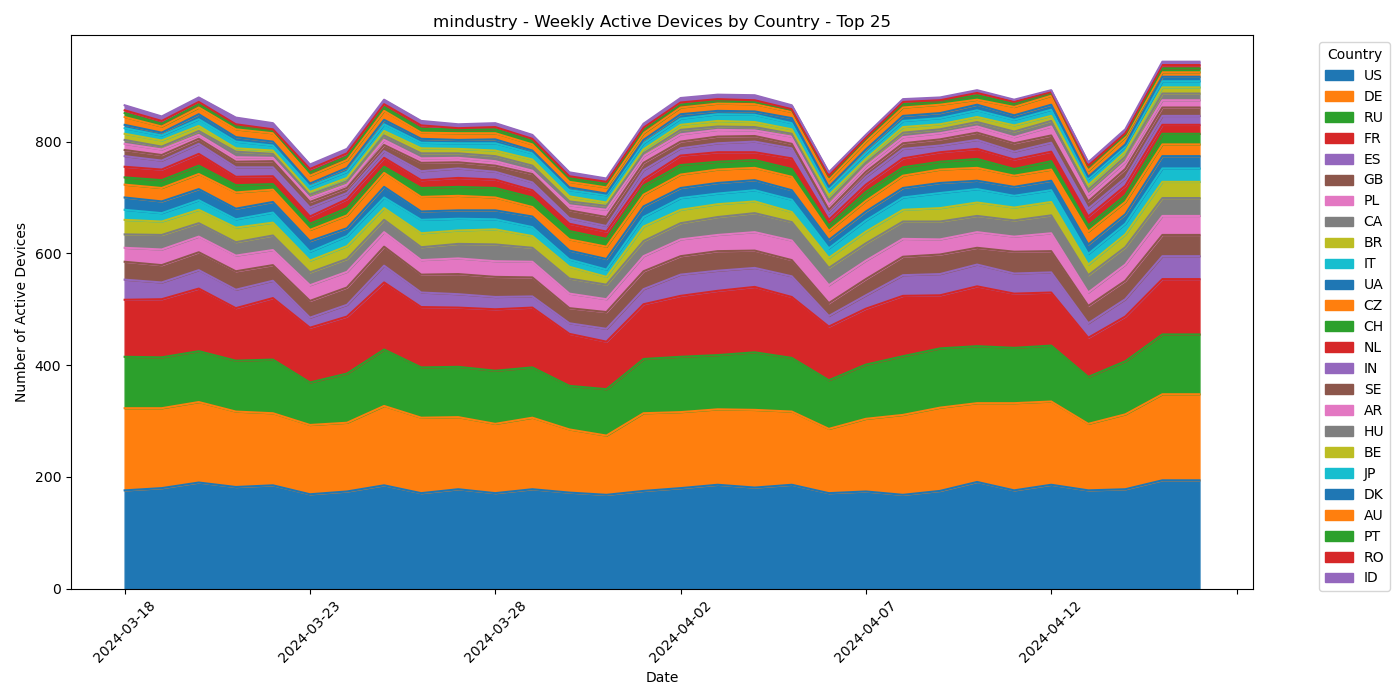 mindustry - Weekly Active Devices by Country - Top 25
Number of Active Devices
800
600
400
200
0
2024-03-18
2024-03-23
2024-03-28
2024-04-02
2024-04-07
2024-04-12
Date
Country
US
DE
RU
FR
ES
GB
PL
CA
BR
IT
UA
CZ
CH
NL
IN
SE
AR
HU
BE
JP
DK
AU
PT
RO
ID